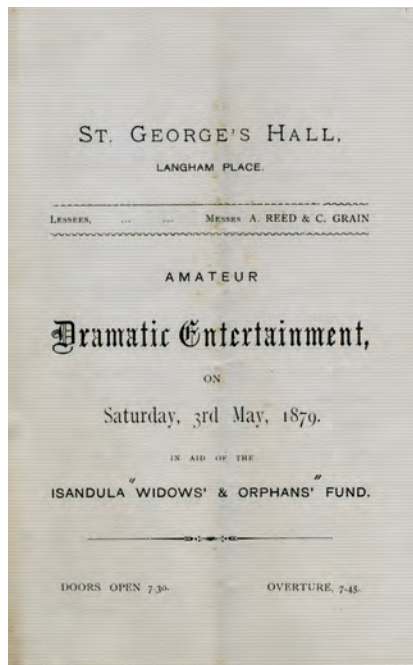 ST. GEORGE'S HALL,
LANGHAM PLACE.
LESSEES, ... ... MESSRS A. REED & C. GRAIN
AMATEUR
Dramatic Entertainment,
ON
Saturday, 3rd May, 1879.
IN AID OF THE
ISANDULA "WIDOWS' & ORPHANS'" FUND.
DOORS OPEN 7-30. OVERTURE, 7-45.